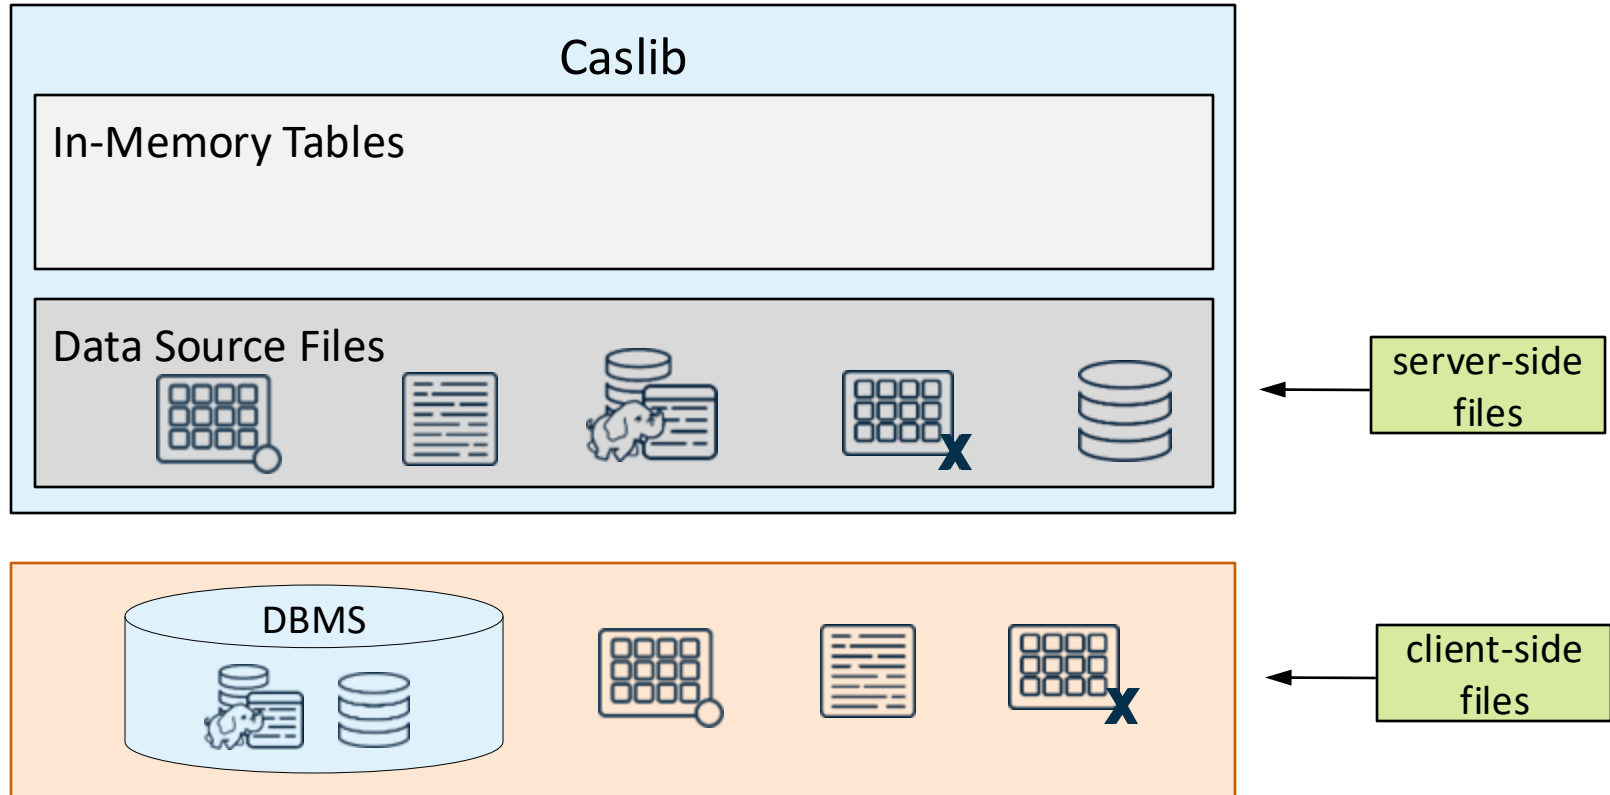 Caslib
In-Memory Tables
Data Source Files
server-side
files
DBMS
client-side
files